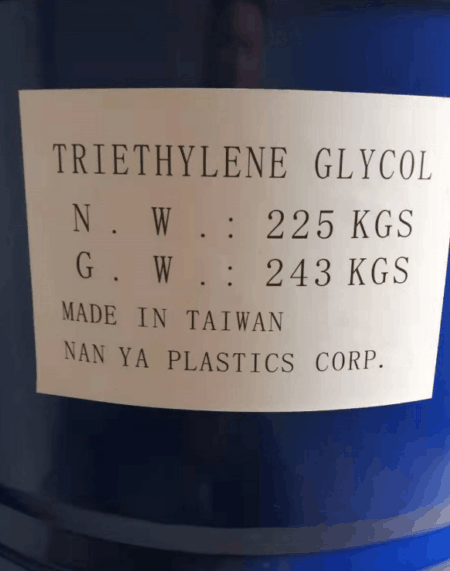 TRIETHYLENE GLYCOL
N. W.: 225 KGS
G. W.: 243 KGS
MADE IN TAIWAN
NAN YA PLASTICS CORP.